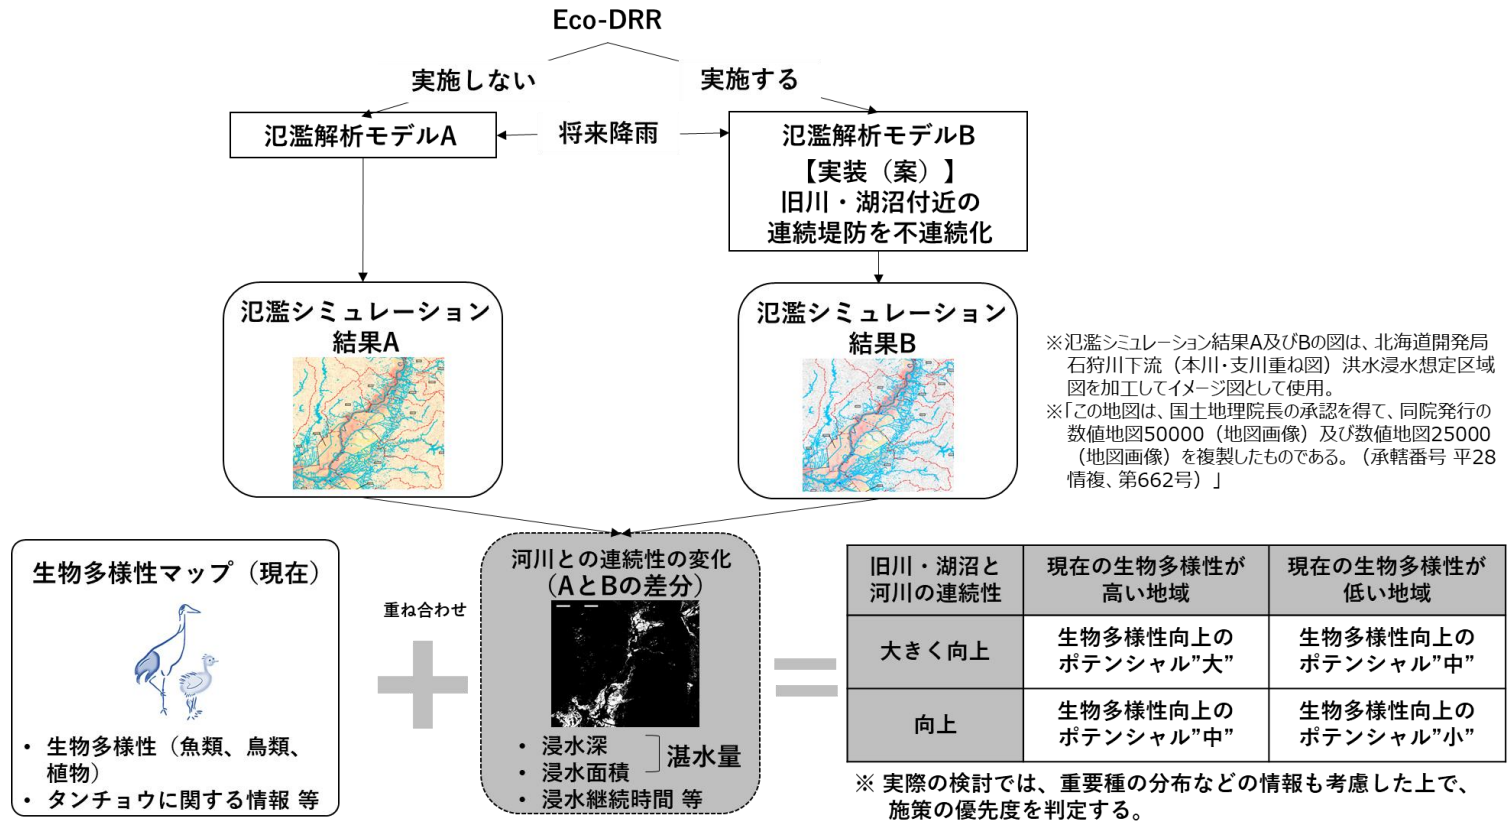 Eco-DRR
実施しない
実施する
氾濫解析モデルA
将来降雨
氾濫解析モデルB
【実装（案）】
旧川・湖沼付近の
連続堤防を不連続化
氾濫シミュレーション
結果A
氾濫シミュレーション
結果B
※氾濫シミュレーション結果A及びBの図は、北海道開発局
石狩川下流（本川・支川重ね図）洪水浸水想定区域
図を加工してイメージ図として使用。
※「この地図は、国土地理院長の承認を得て、同院発行の
数値地図50000（地図画像）及び数値地図25000
（地図画像）を複製したものである。（承轄番号 平28
情複、第662号）」
生物多様性マップ（現在）
・ 生物多様性（魚類、鳥類、
植物）
・ タンチョウに関する情報 等
重ね合わせ
河川との連続性の変化
（AとBの差分）
・ 浸水深
・ 浸水面積
湛水量
・ 浸水継続時間 等
旧川・湖沼と
河川の連続性
現在の生物多様性が
高い地域
現在の生物多様性が
低い地域
大きく向上
生物多様性向上の
ポテンシャル”大”
生物多様性向上の
ポテンシャル”中”
向上
生物多様性向上の
ポテンシャル”中”
生物多様性向上の
ポテンシャル”小”
※ 実際の検討では、重要種の分布などの情報も考慮した上で、
施策の優先度を判定する。